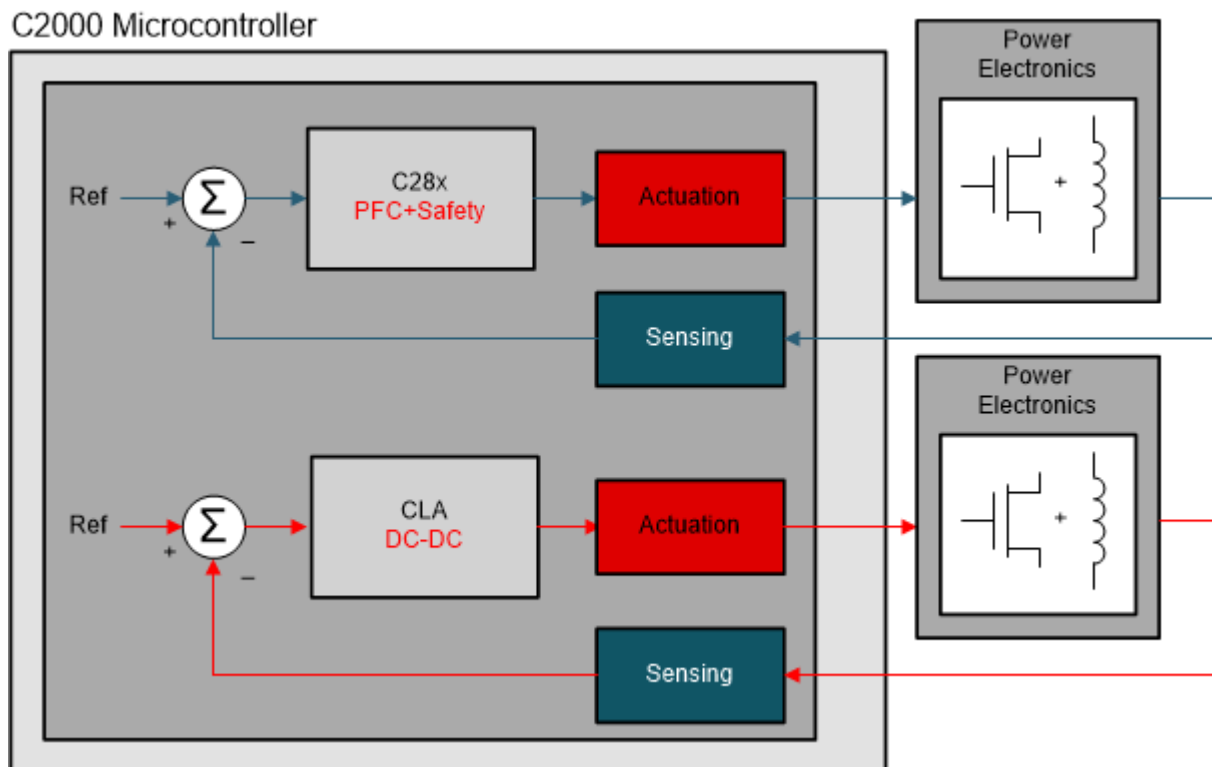 C2000 Microcontroller
Power
Electronics
+
Ref
+
Σ
–
C28x
PFC+Safety
Actuation
Sensing
Power
Electronics
+
Ref
+
Σ
–
CLA
DC-DC
Actuation
Sensing